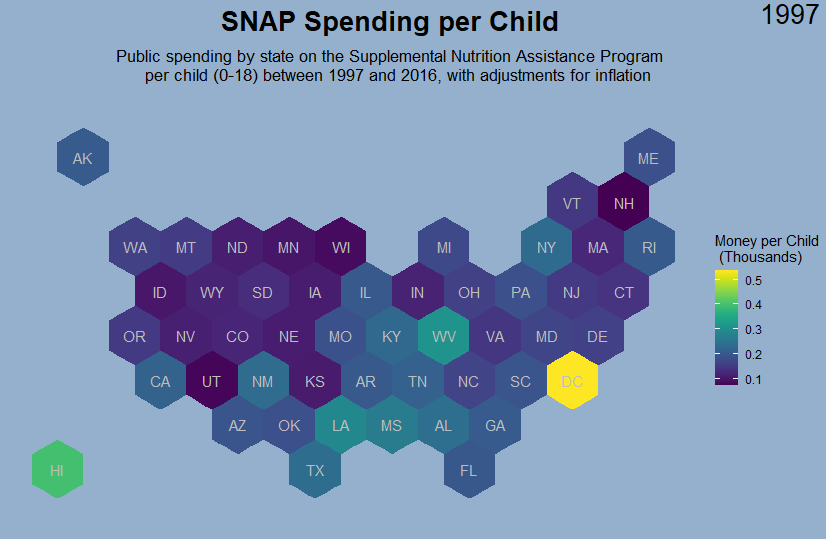 1997
SNAP Spending per Child
Public spending by state on the Supplemental Nutrition Assistance Program
per child (0-18) between 1997 and 2016, with adjustments for inflation
AK
ME
VT
NH
WA
MT
ND
MN
WI
MI
NY
MA
RI
ID
WY
SD
IA
IL
IN
OH
PA
NJ
CT
OR
NV
CO
NE
MO
KY
WV
VA
MD
DE
CA
UT
NM
KS
AR
TN
NC
SC
DC
AZ
OK
LA
MS
AL
GA
HI
TX
FL
Money per Child
(Thousands)
0.5
0.4
0.3
0.2
0.1